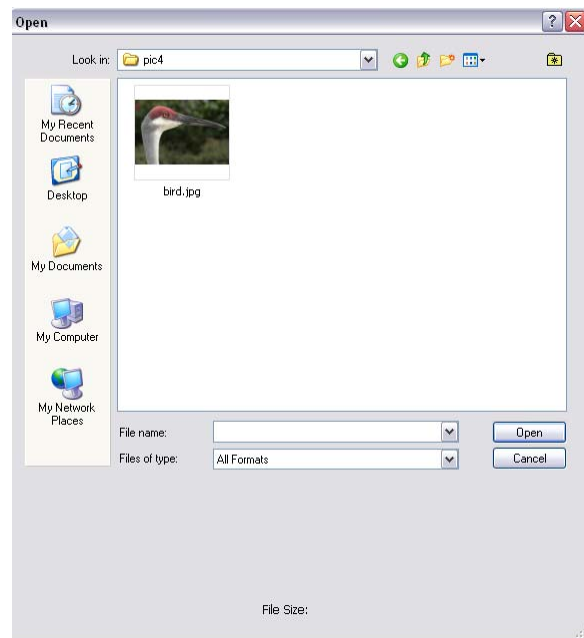 Open
Look in: pic4
My Recent
Documents
Desktop
bird.jpg
My Documents
My Computer
My Network
Places
File name:
Open
Files of type: All Formats
Cancel
File Size: